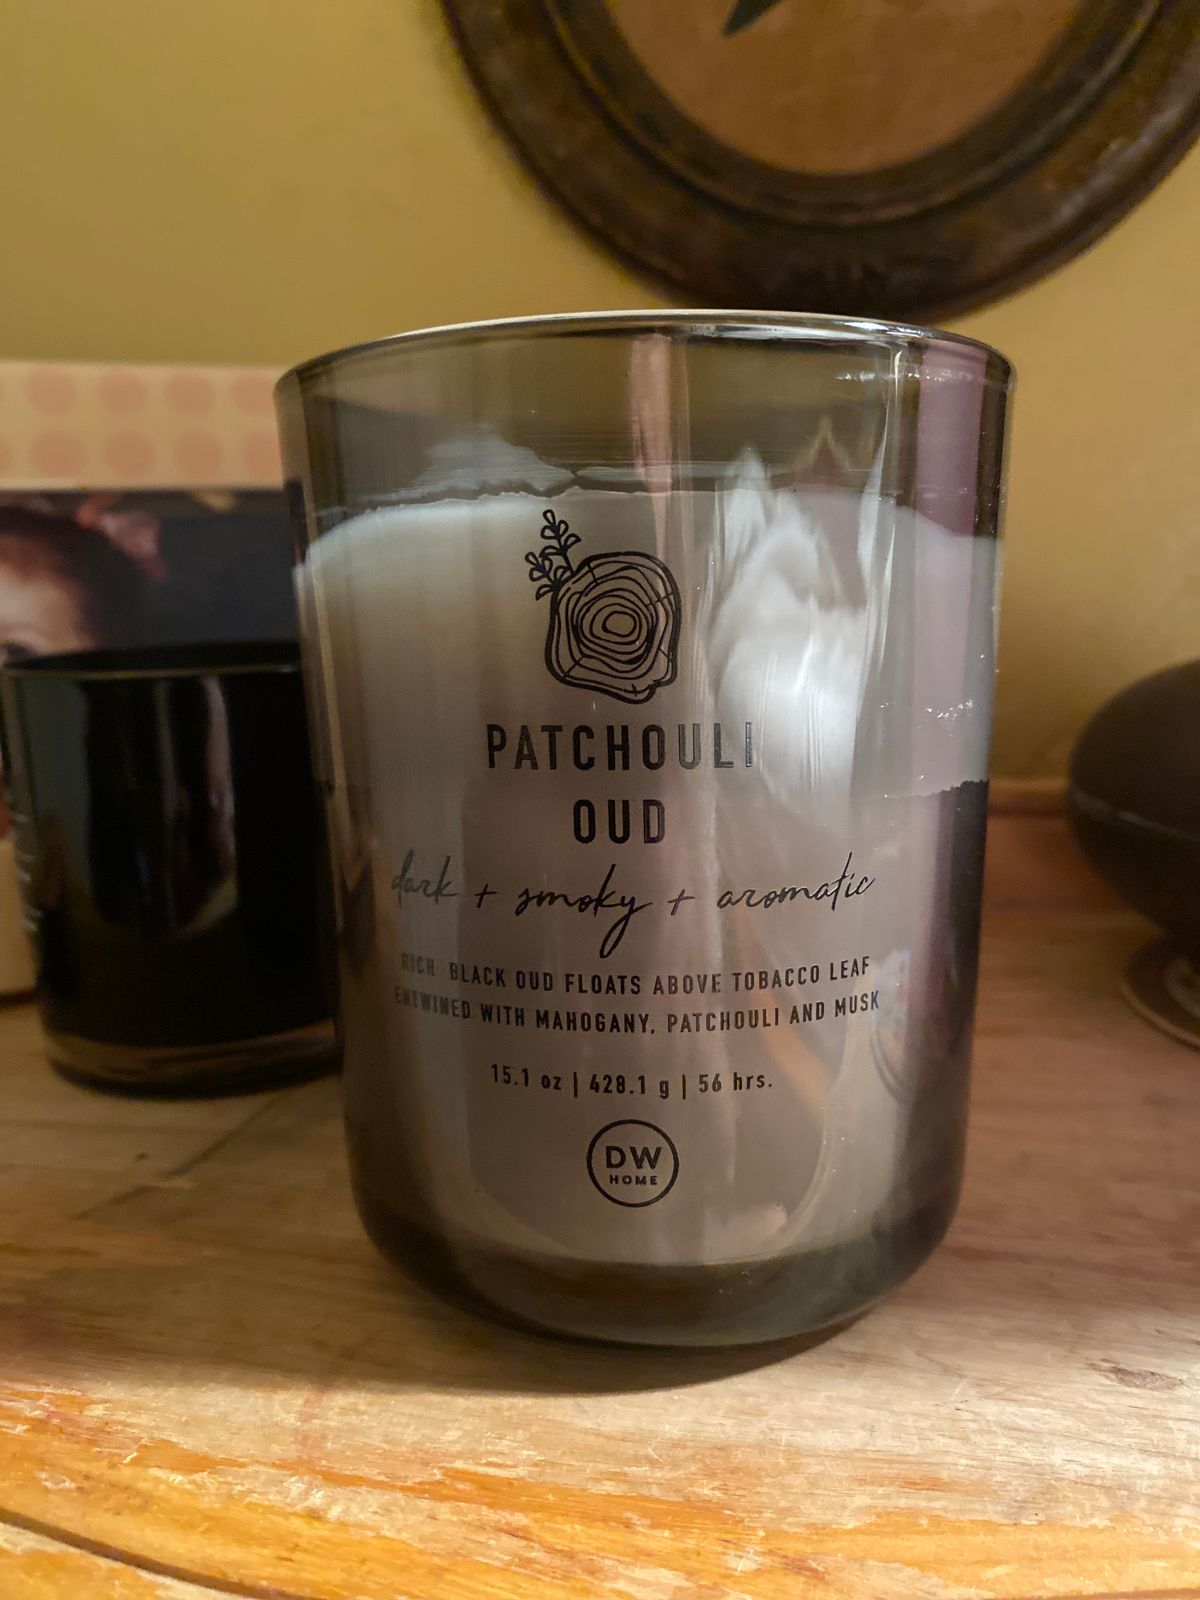 PATCHOULI
OUD
dark + smoky + aromatic
RICH BLACK OUD FLOATS ABOVE TOBACCO LEAF
ENTWINED WITH MAHOGANY, PATCHOULI AND MUSK
15.1 oz | 428.1 g | 56 hrs.
DW
HOME